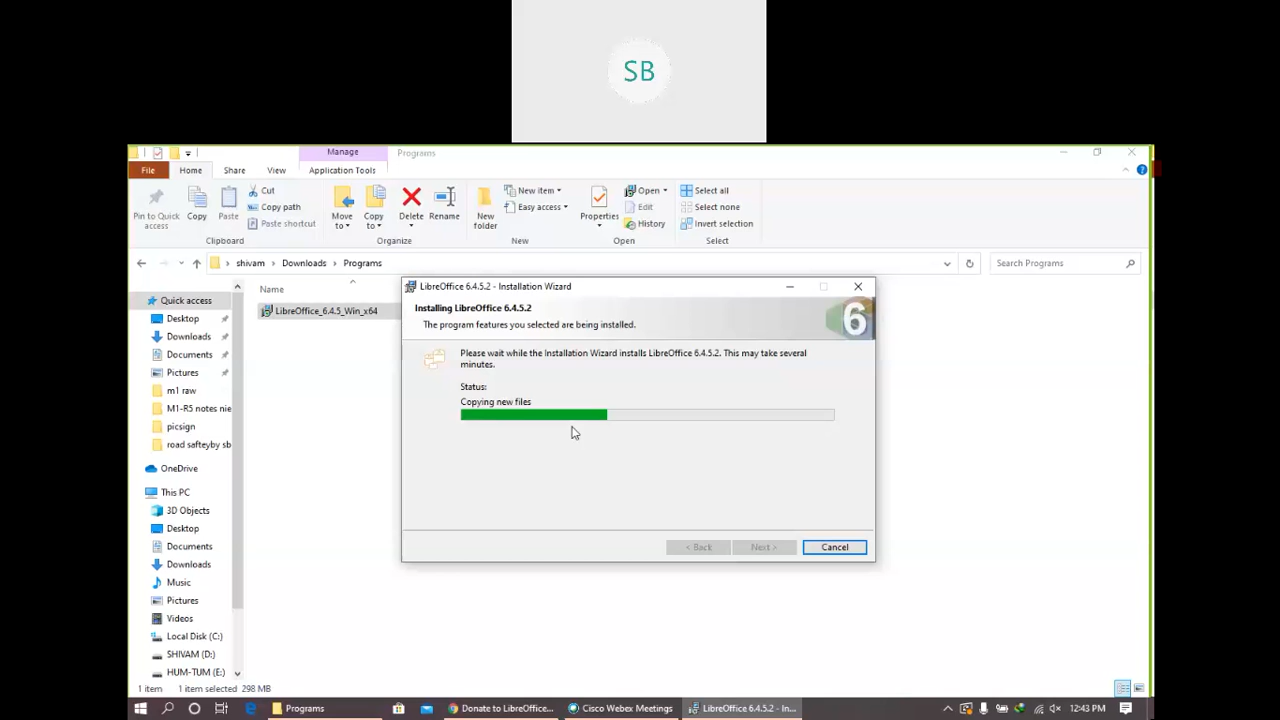 SB
Manage
Programs
File
Home
Share
View
Application Tools
Pin to Quick access
Copy
Paste
Cut
Copy path
Paste shortcut
Clipboard
Move to
Copy to
Delete
Rename
Organize
New folder
New item
Easy access
New
Properties
Open
Edit
History
Open
Select all
Select none
Invert selection
Select
shivam > Downloads > Programs
Search Programs
Name
LibreOffice_6.4.5_Win_x64
Quick access
Desktop
Downloads
Documents
Pictures
m1 raw
M1-R5 notes nie
picsign
road safteyby sb
OneDrive
This PC
3D Objects
Desktop
Documents
Downloads
Music
Pictures
Videos
Local Disk (C:)
SHIVAM (D:)
HUM-TUM (E:)
LibreOffice 6.4.5.2 - Installation Wizard
Installing LibreOffice 6.4.5.2
The program features you selected are being installed.
6
Please wait while the Installation Wizard installs LibreOffice 6.4.5.2. This may take several
minutes.
Status:
Copying new files
< Back
Next >
Cancel
1 item
1 item selected 298 MB
Programs
Donate to LibreOffice...
Cisco Webex Meetings
LibreOffice 6.4.5.2 - In...
12:43 PM